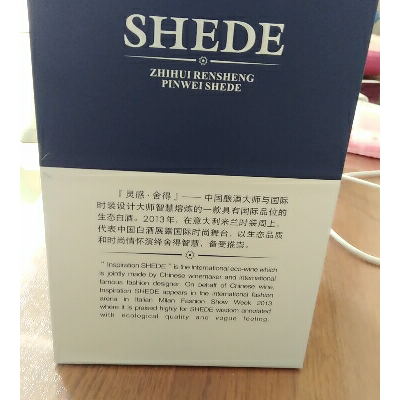 SHEDE
ZHIHUI RENSHENG
PINWEI SHEDE
『灵感·舍得』—— 中国酿酒大师与国际
时装设计大师智慧熔炼的一款具有国际品位的
生态白酒。2013年，在意大利米兰时装周上，
代表中国白酒展露国际时尚舞台，以生态品质
和时尚情怀演绎舍得智慧，备受推崇。
" Inspiration SHEDE " is the international eco-wine which
is jointly made by Chinese winemaker and international
famous fashion designer. On behalf of Chinese wine,
Inspiration SHEDE appears in the international fashion
arena in Italian Milan Fashion Show Week 2013
where it is praised highly for SHEDE wisdom annotated
with ecological quality and vogue feeling.